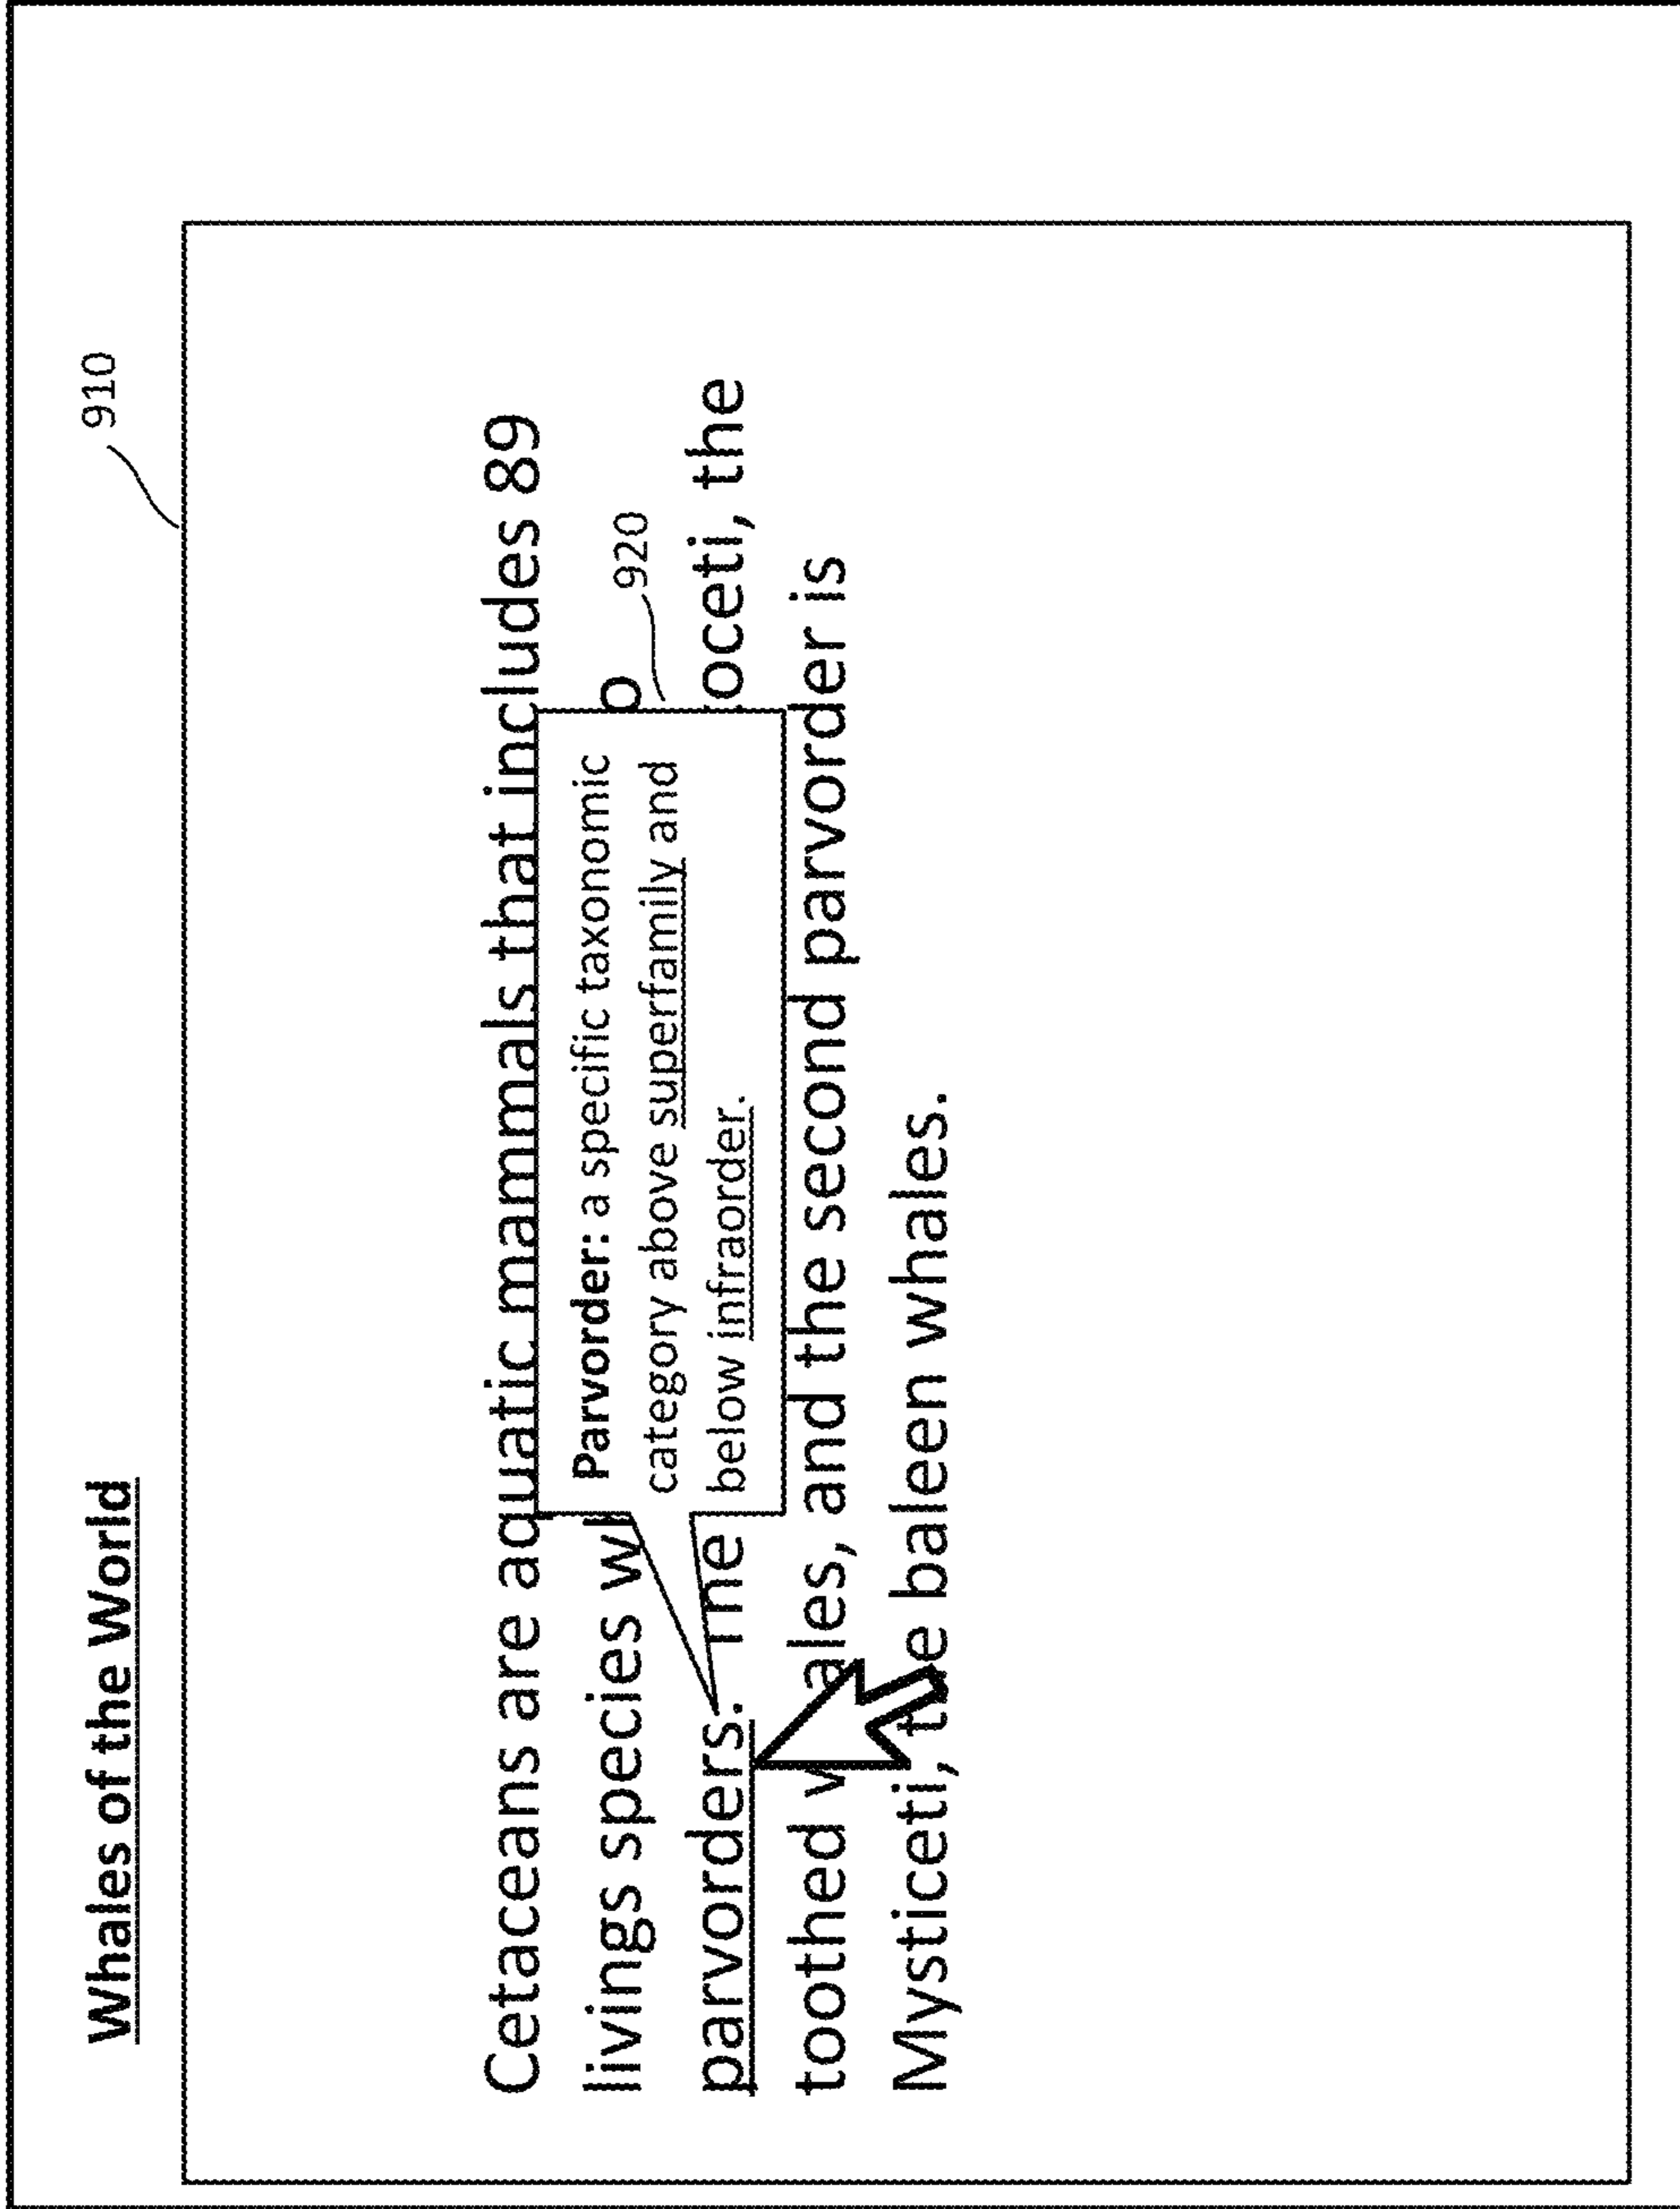 Whales of the World
910
Cetaceans are aquatic mammals that includes 89
livings species o
920
parvorders. oceti, the
toothed ales, and the second parvorder is
Mysticeti, the baleen whales.
Parvorder: a specific taxonomic
category above superfamily and
below infraorder.